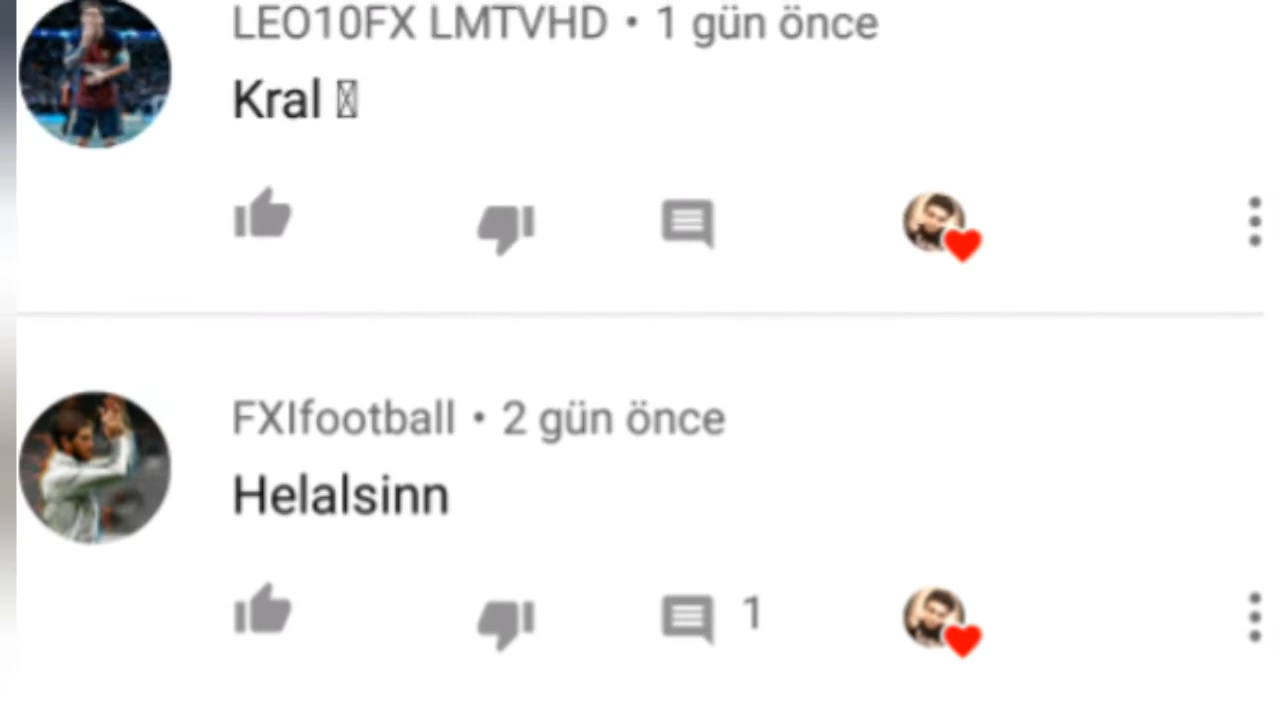 LEO10FX LMTVHD • 1 gün önce
Kral
FXIfootball • 2 gün önce
Helalsinn
1